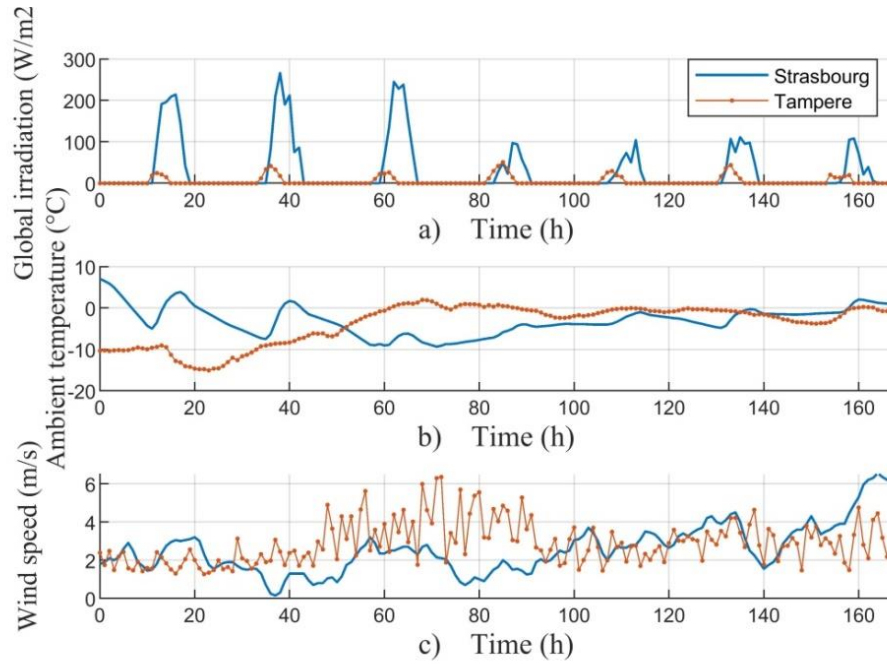 Global irradiation (W/m2
300
200
100
0
Strasbourg
Tampere
0 20 40 60 80 100 120 140 160
a) Time (h)
Ambient temperature (°C)
10
0
-10
-20
0 20 40 60 80 100 120 140 160
b) Time (h)
Wind speed (m/s)
6
4
2
0
0 20 40 60 80 100 120 140 160
c) Time (h)